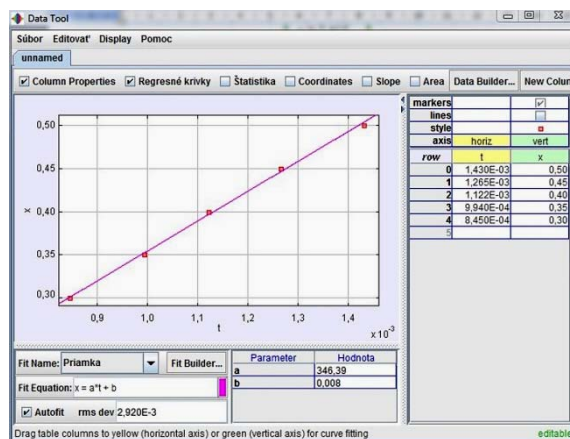 Data Tool
Súbor Editovať Display Pomoc
unnamed
Column Properties Regresné krivky Štatistika Coordinates Slope Area Data Builder... New Colun
markers
lines
style
axis horiz vert
row t x
0 1,430E-03 0,50
1 1,265E-03 0,45
2 1,122E-03 0,40
3 9,940E-04 0,35
4 8,450E-04 0,30
5
0,50
0,45
x 0,40
0,35
0,30
0,9 1,0 1,1 1,2 1,3 1,4
t x10⁻³
Fit Name: Priamka Fit Builder...
Parameter Hodnota
a 346,39
b 0,008
Fit Equation: x = a*t + b
Autofit rms dev 2,920E-3
Drag table columns to yellow (horizontal axis) or green (vertical axis) for curve fitting editable